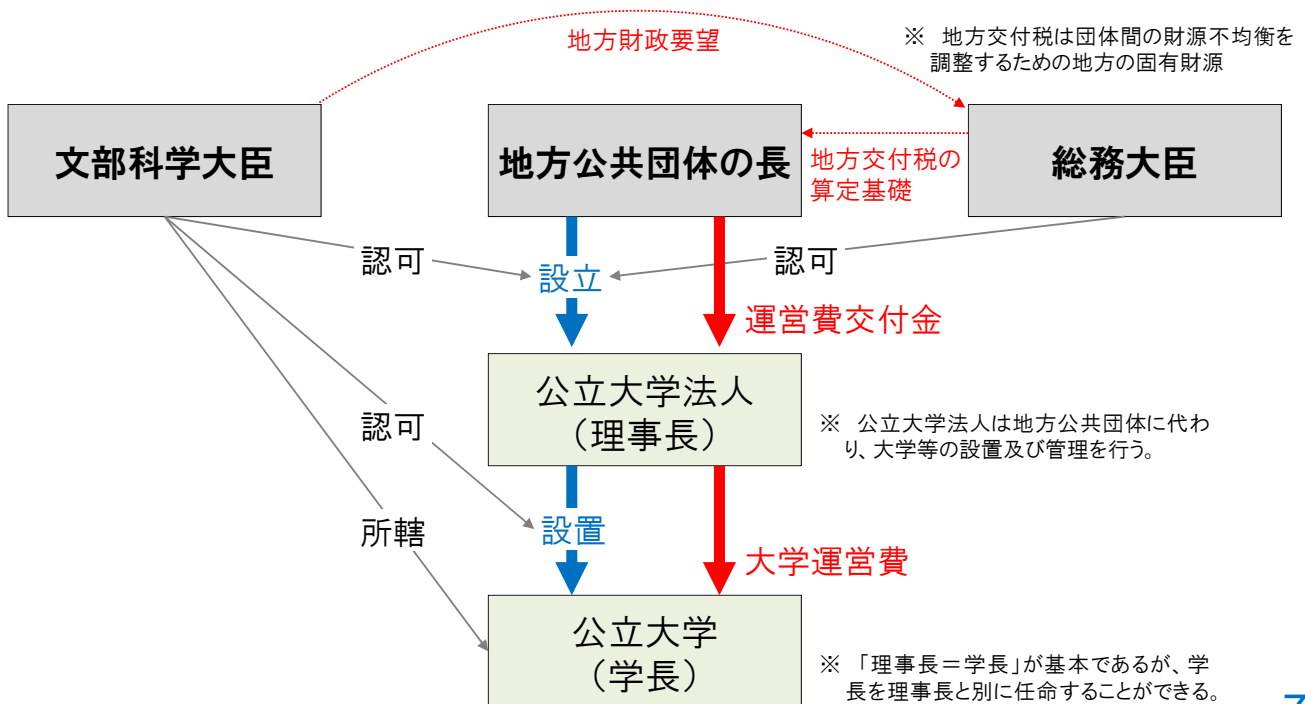 地方財政要望
※ 地方交付税は団体間の財源不均衡を
調整するための地方の固有財源
文部科学大臣
地方公共団体の長
地方交付税の
算定基礎
総務大臣
認可
設立
認可
運営費交付金
公立大学法人
（理事長）
※ 公立大学法人は地方公共団体に代わ
り、大学等の設置及び管理を行う。
認可
所轄
設置
大学運営費
公立大学
（学長）
※ 「理事長＝学長」が基本であるが、学
長を理事長と別に任命することができる。